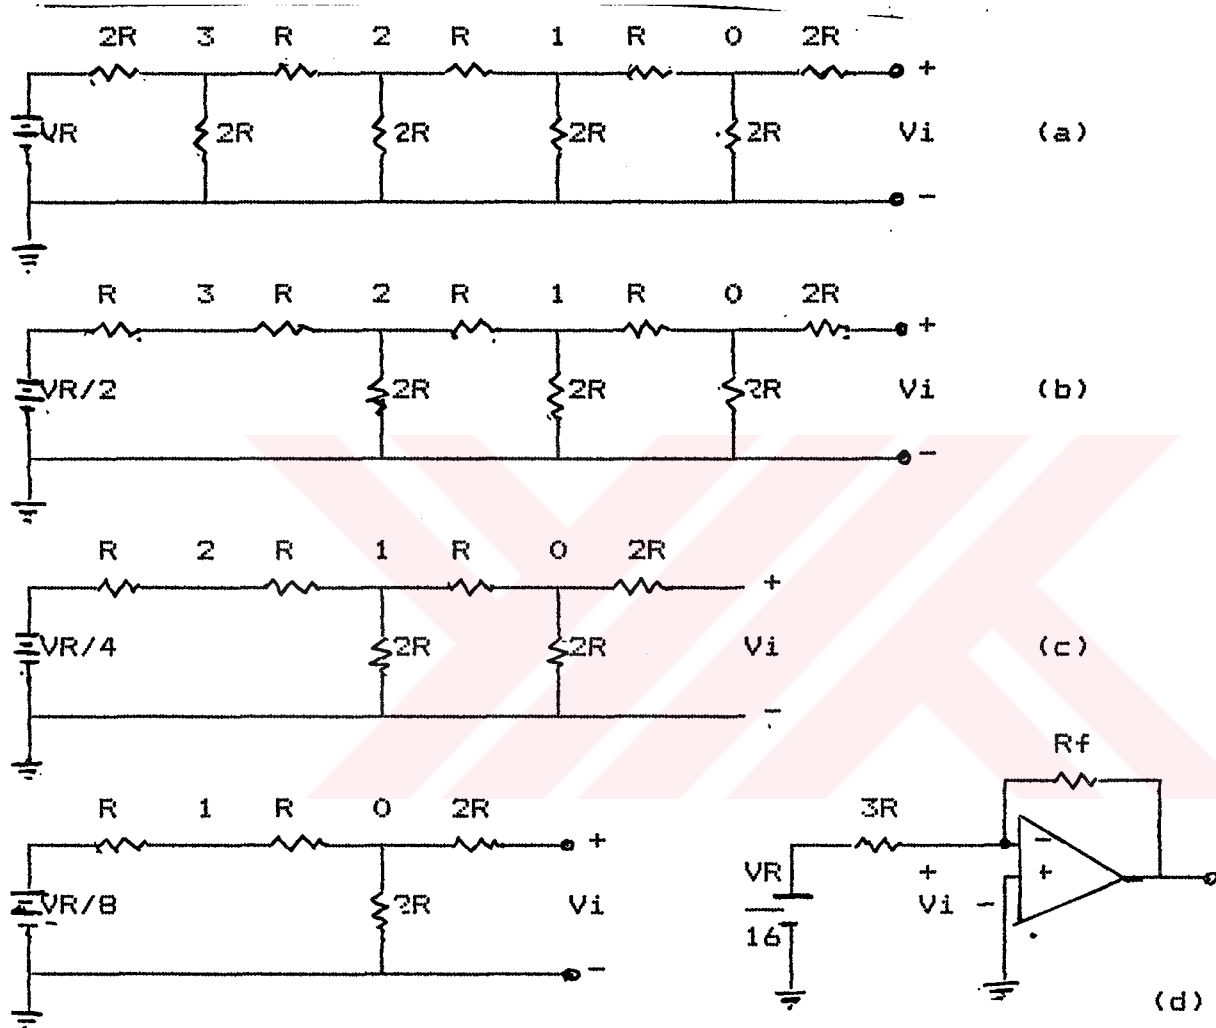 2R 3 R 2 R 1 R 0 2R
+
VR 2R 2R 2R 2R Vi (a)
-
R 3 R 2 R 1 R 0 2R
+
VR/2 2R 2R 2R Vi (b)
-
R 2 R 1 R 0 2R
+
VR/4 2R 2R Vi (c)
-
Rf
R 1 R 0 2R 3R
+ -
VR + +
VR/8 2R Vi Vi -
16
-
(d)